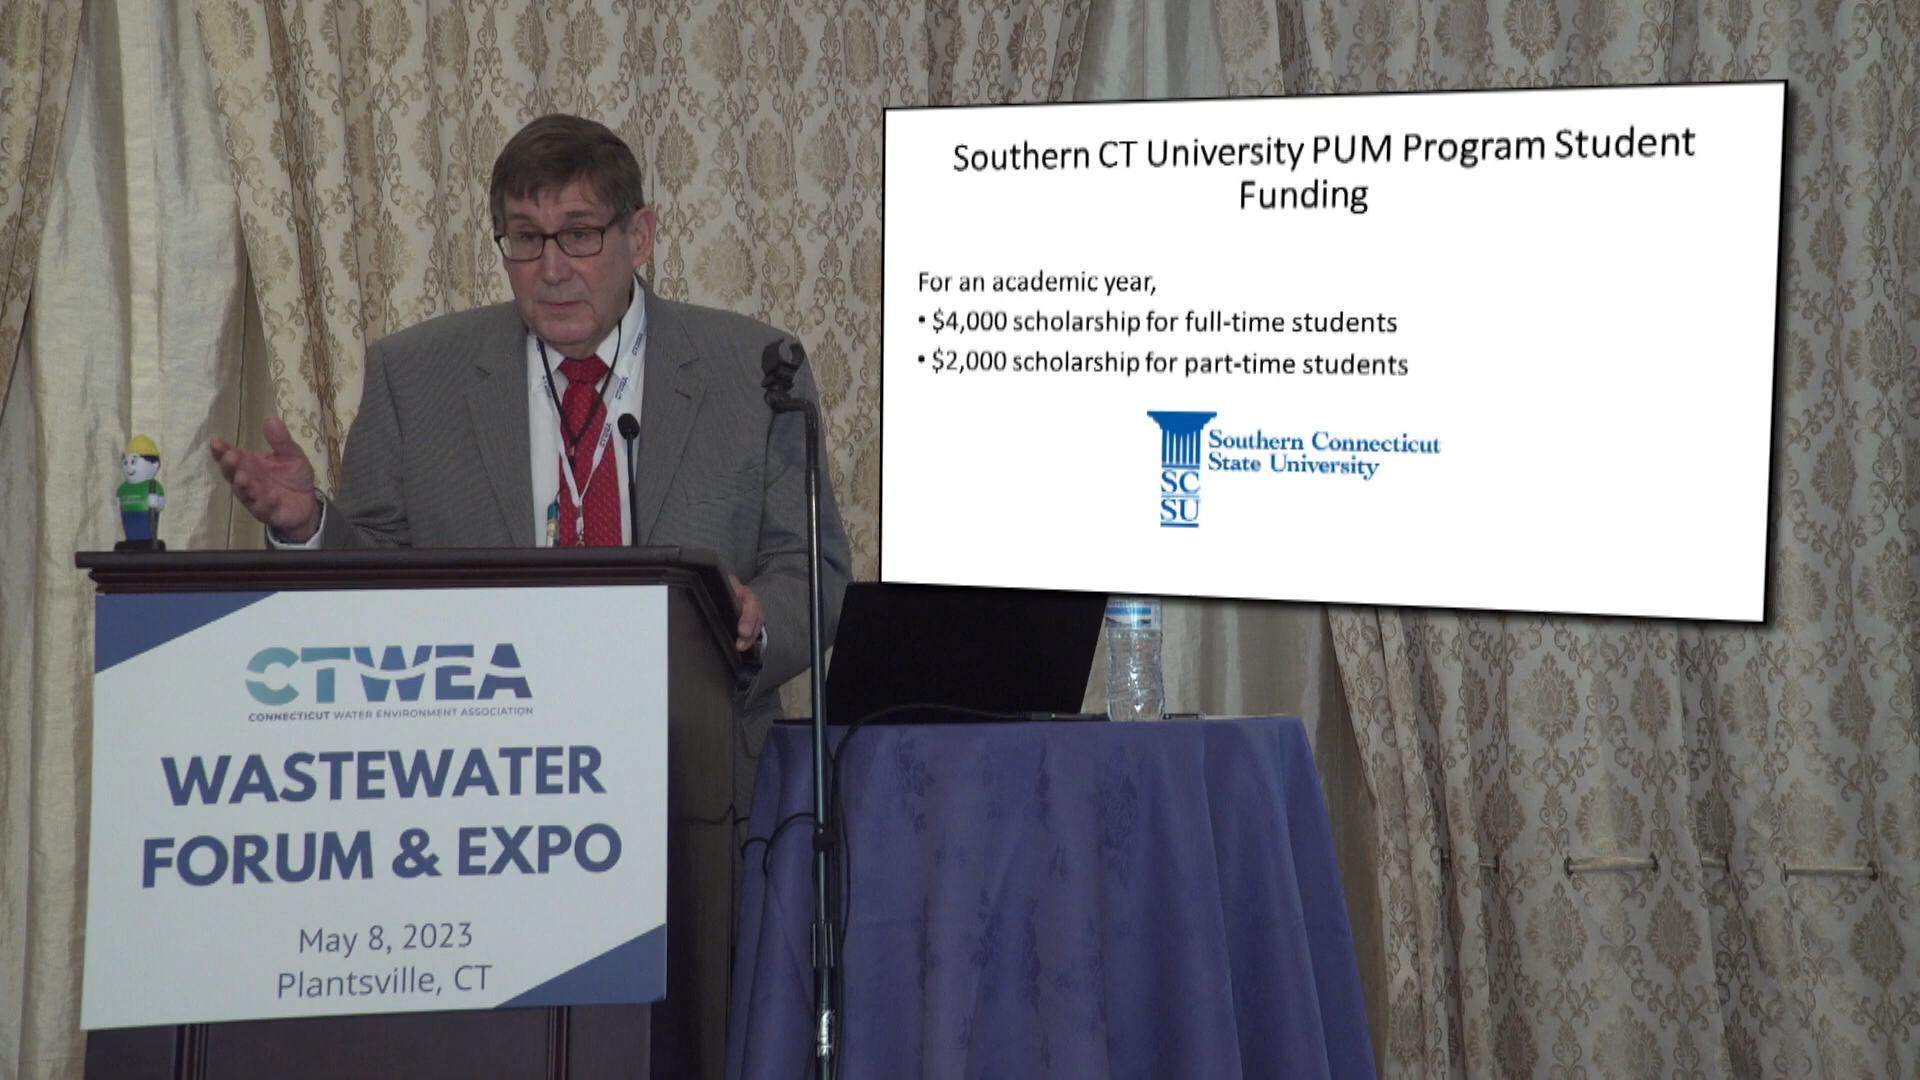 Southern CT University PUM Program Student
Funding
For an academic year,
• $4,000 scholarship for full-time students
• $2,000 scholarship for part-time students
Southern Connecticut
State University
SC
SU
CTWEA
CONNECTICUT WATER ENVIRONMENT ASSOCIATION
WASTEWATER
FORUM & EXPO
May 8, 2023
Plantsville, CT